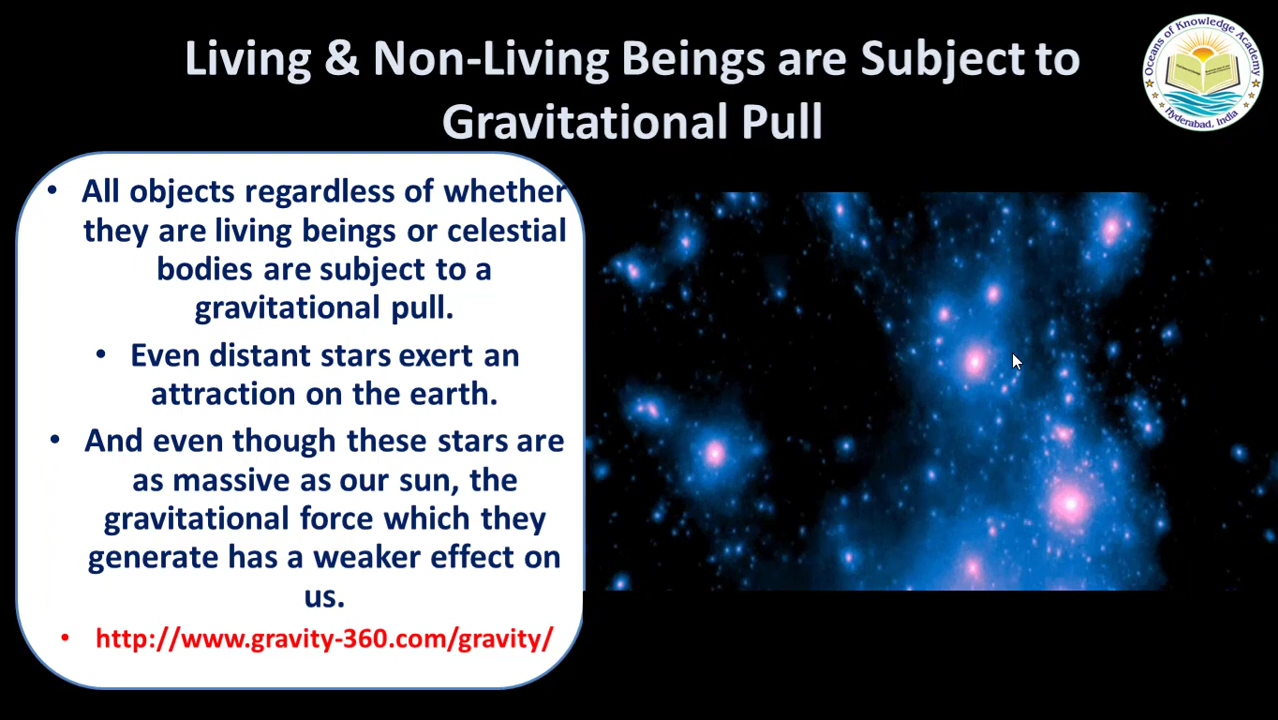 Living & Non-Living Beings are Subject to
Gravitational Pull
Oceans of Knowledge Academy
Hyderabad, India
• All objects regardless of whether
they are living beings or celestial
bodies are subject to a
gravitational pull.
• Even distant stars exert an
attraction on the earth.
• And even though these stars are
as massive as our sun, the
gravitational force which they
generate has a weaker effect on
us.
• http://www.gravity-360.com/gravity/